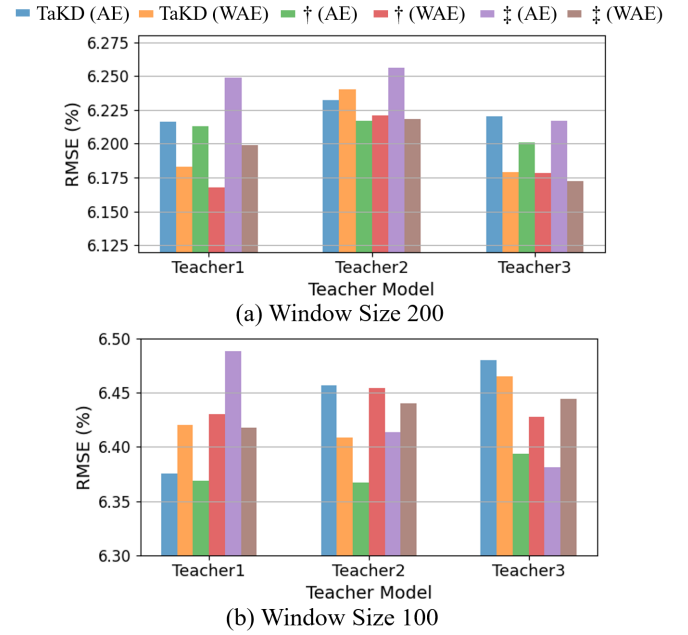 TaKD (AE) TaKD (WAE) † (AE) † (WAE) ‡ (AE) ‡ (WAE)
6.275
6.250
6.225
6.200
6.175
6.150
6.125
RMSE (%)
Teacher1 Teacher2 Teacher3
Teacher Model
(a) Window Size 200
6.50
6.45
6.40
6.35
6.30
RMSE (%)
Teacher1 Teacher2 Teacher3
Teacher Model
(b) Window Size 100